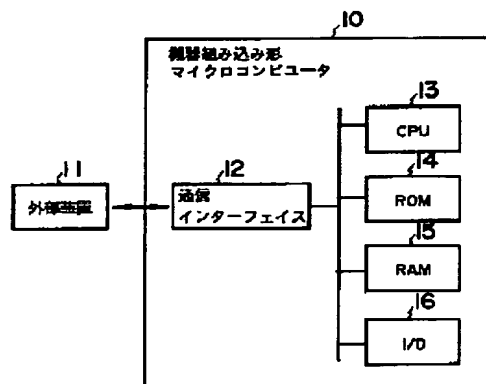 10
機器組み込み形
マイクロコンピュータ
13
CPU
11
外部装置
12
通信
インターフェイス
14
ROM
15
RAM
16
I/O